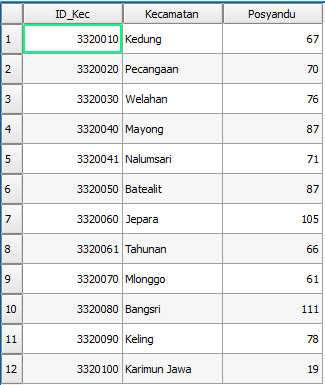 ID_Kec Kecamatan Posyandu
1 3320010 Kedung 67
2 3320020 Pecangaan 70
3 3320030 Welahan 76
4 3320040 Mayong 87
5 3320041 Nalumsari 71
6 3320050 Batealit 87
7 3320060 Jepara 105
8 3320061 Tahunan 66
9 3320070 Mlonggo 61
10 3320080 Bangsri 111
11 3320090 Keling 78
12 3320100 Karimun Jawa 19